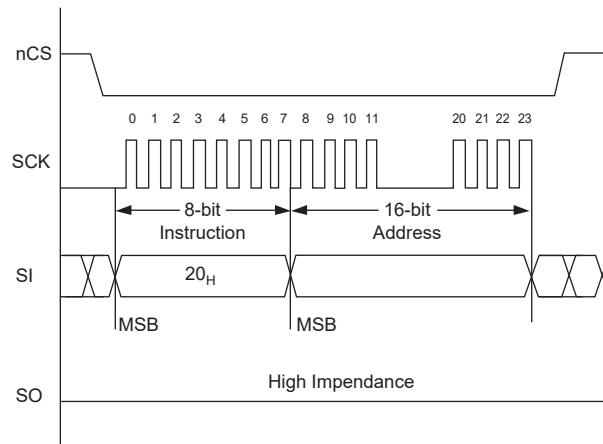 nCS
0 1 2 3 4 5 6 7 8 9 10 11 20 21 22 23
SCK
8-bit 16-bit
Instruction Address
SI 20H
MSB MSB
High Impendance
SO